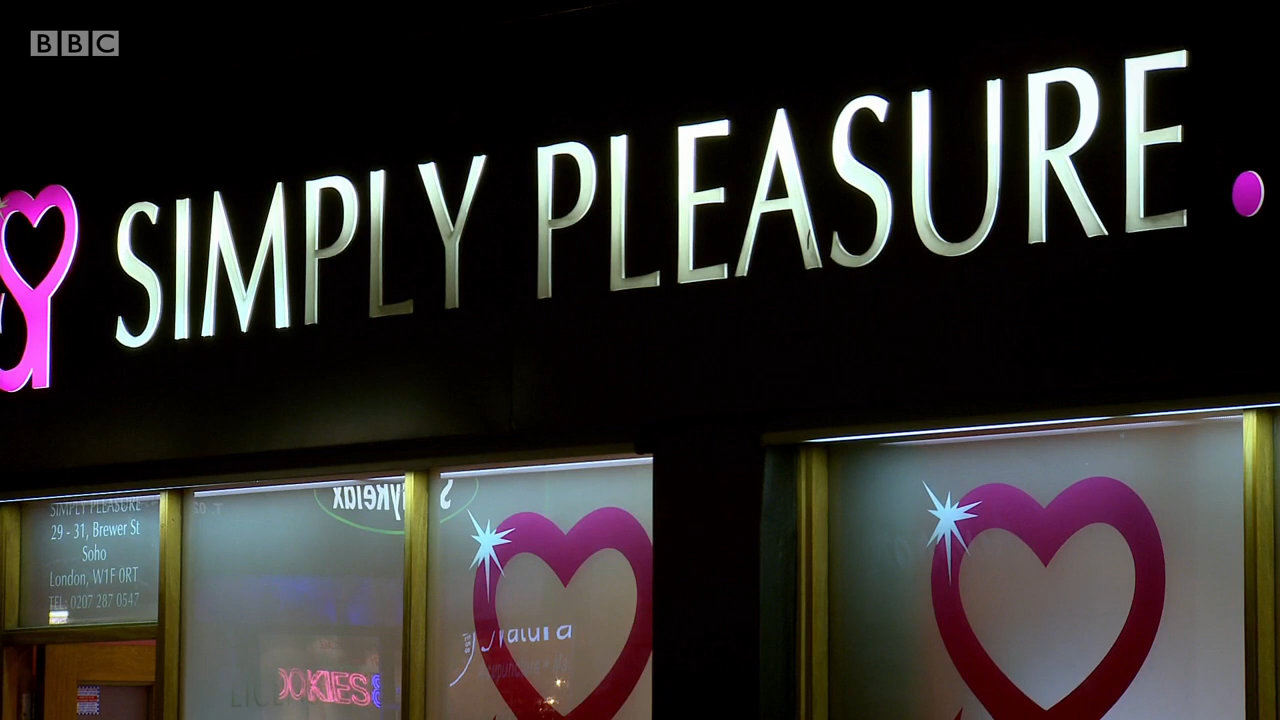 BBC
SIMPLY PLEASURE.
SIMPLY PLEASURE
29 - 31, Brewer St
Soho
London, W1F 0RT
TEL: 0207 287 0547